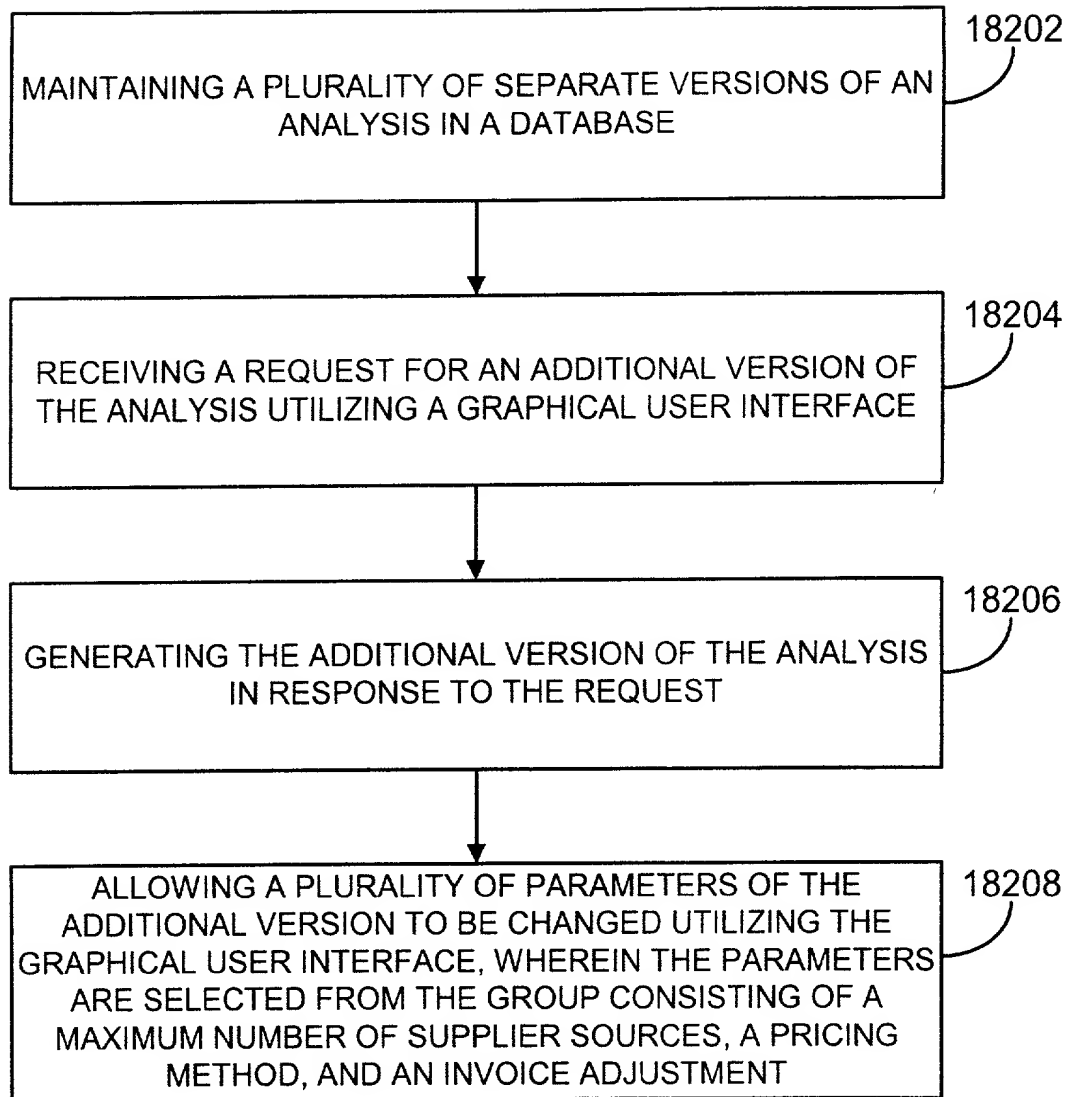 18202
MAINTAINING A PLURALITY OF SEPARATE VERSIONS OF AN
ANALYSIS IN A DATABASE
18204
RECEIVING A REQUEST FOR AN ADDITIONAL VERSION OF
THE ANALYSIS UTILIZING A GRAPHICAL USER INTERFACE
18206
GENERATING THE ADDITIONAL VERSION OF THE ANALYSIS
IN RESPONSE TO THE REQUEST
18208
ALLOWING A PLURALITY OF PARAMETERS OF THE
ADDITIONAL VERSION TO BE CHANGED UTILIZING THE
GRAPHICAL USER INTERFACE, WHEREIN THE PARAMETERS
ARE SELECTED FROM THE GROUP CONSISTING OF A
MAXIMUM NUMBER OF SUPPLIER SOURCES, A PRICING
METHOD, AND AN INVOICE ADJUSTMENT